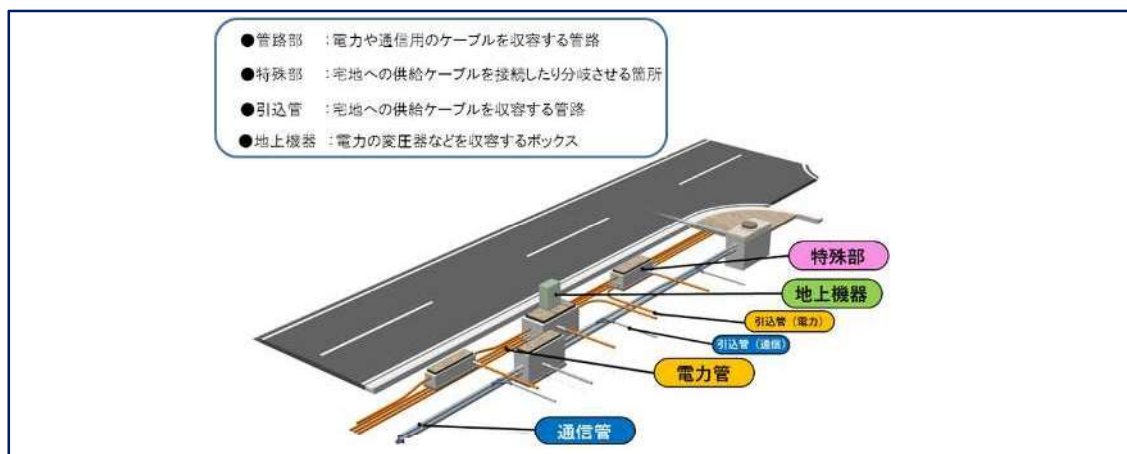 ●管路部 ：電力や通信用のケーブルを収容する管路
●特殊部 ：宅地への供給ケーブルを接続したり分岐させる箇所
●引込管 ：宅地への供給ケーブルを収容する管路
●地上機器 ：電力の変圧器などを収容するボックス
特殊部
地上機器
引込管（電力）
引込管（通信）
電力管
通信管